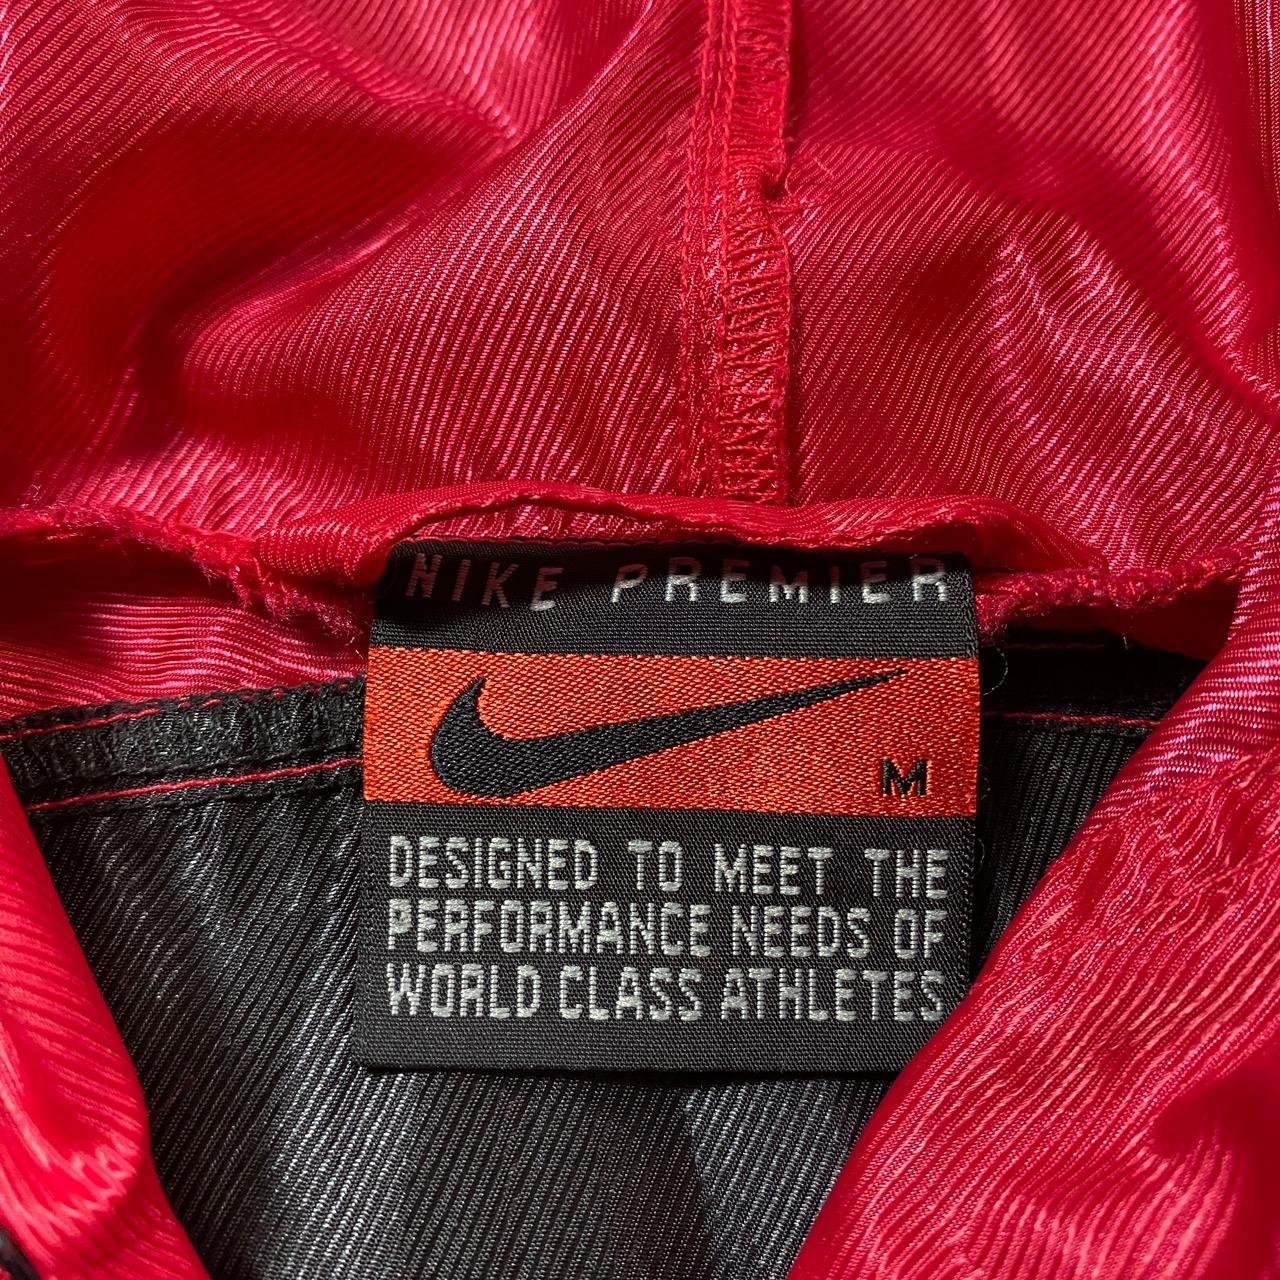 NIKE PREMIER
M
DESIGNED TO MEET THE
PERFORMANCE NEEDS OF
WORLD CLASS ATHLETES